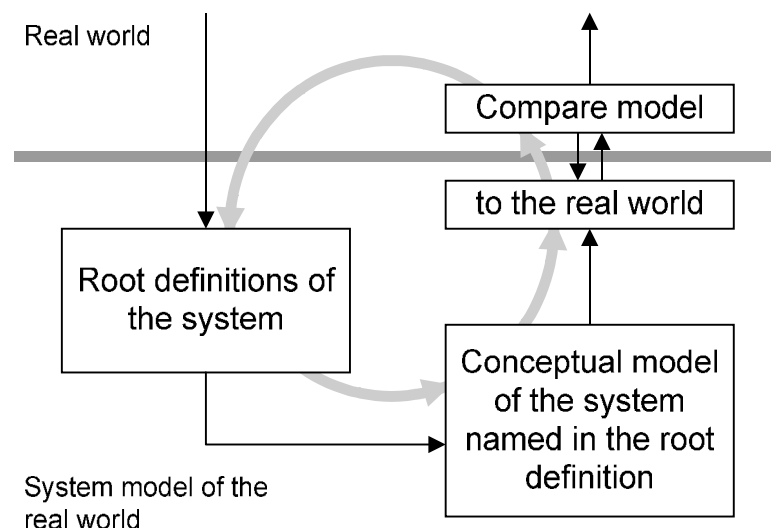 Real world
Compare model
to the real world
Root definitions of
the system
Conceptual model
of the system
named in the root
definition
System model of the
real world